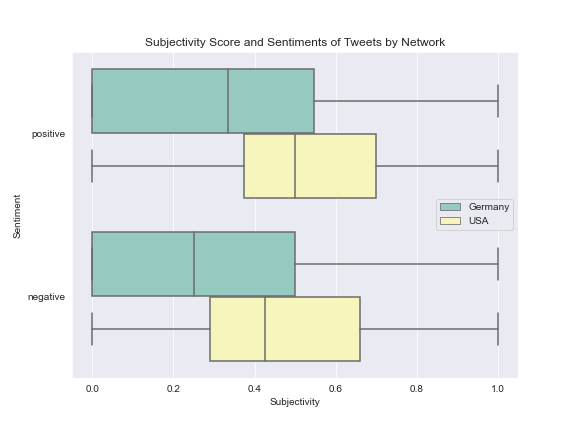 Subjectivity Score and Sentiments of Tweets by Network
positive
negative
Sentiment
Germany
USA
0.0 0.2 0.4 0.6 0.8 1.0
Subjectivity